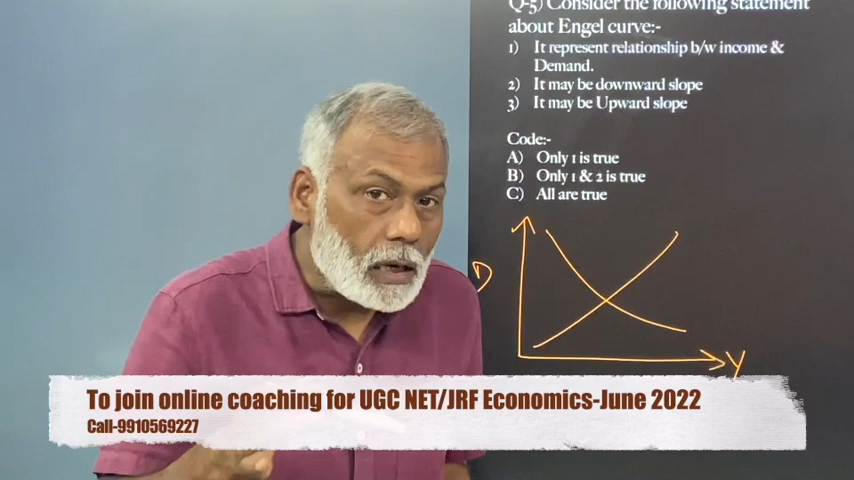 Q-5) Consider the following statement
about Engel curve:-
1) It represent relationship b/w income &
Demand.
2) It may be downward slope
3) It may be Upward slope
Code:-
A) Only 1 is true
B) Only 1 & 2 is true
C) All are true
D
Y
To join online coaching for UGC NET/JRF Economics-June 2022
Call-9910569227